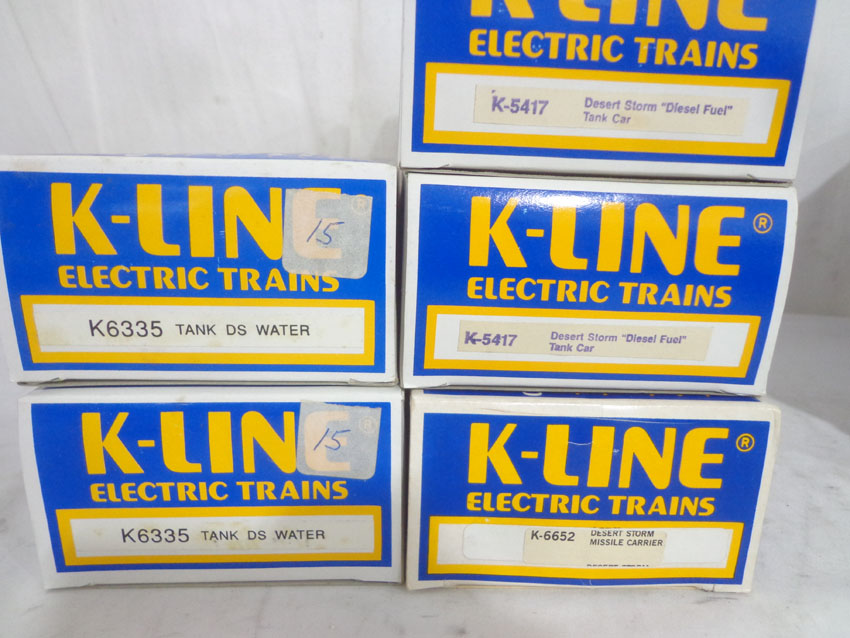 K-LINE
ELECTRIC TRAINS
K-5417 Desert Storm "Diesel Fuel"
Tank Car
K-LINE ®
15
ELECTRIC TRAINS
K6335 TANK DS WATER
K-LINE ®
ELECTRIC TRAINS
K-5417 Desert Storm "Diesel Fuel"
Tank Car
K-LINE ®
15
ELECTRIC TRAINS
K6335 TANK DS WATER
K-LINE ®
ELECTRIC TRAINS
K-6652 DESERT STORM
MISSILE CARRIER